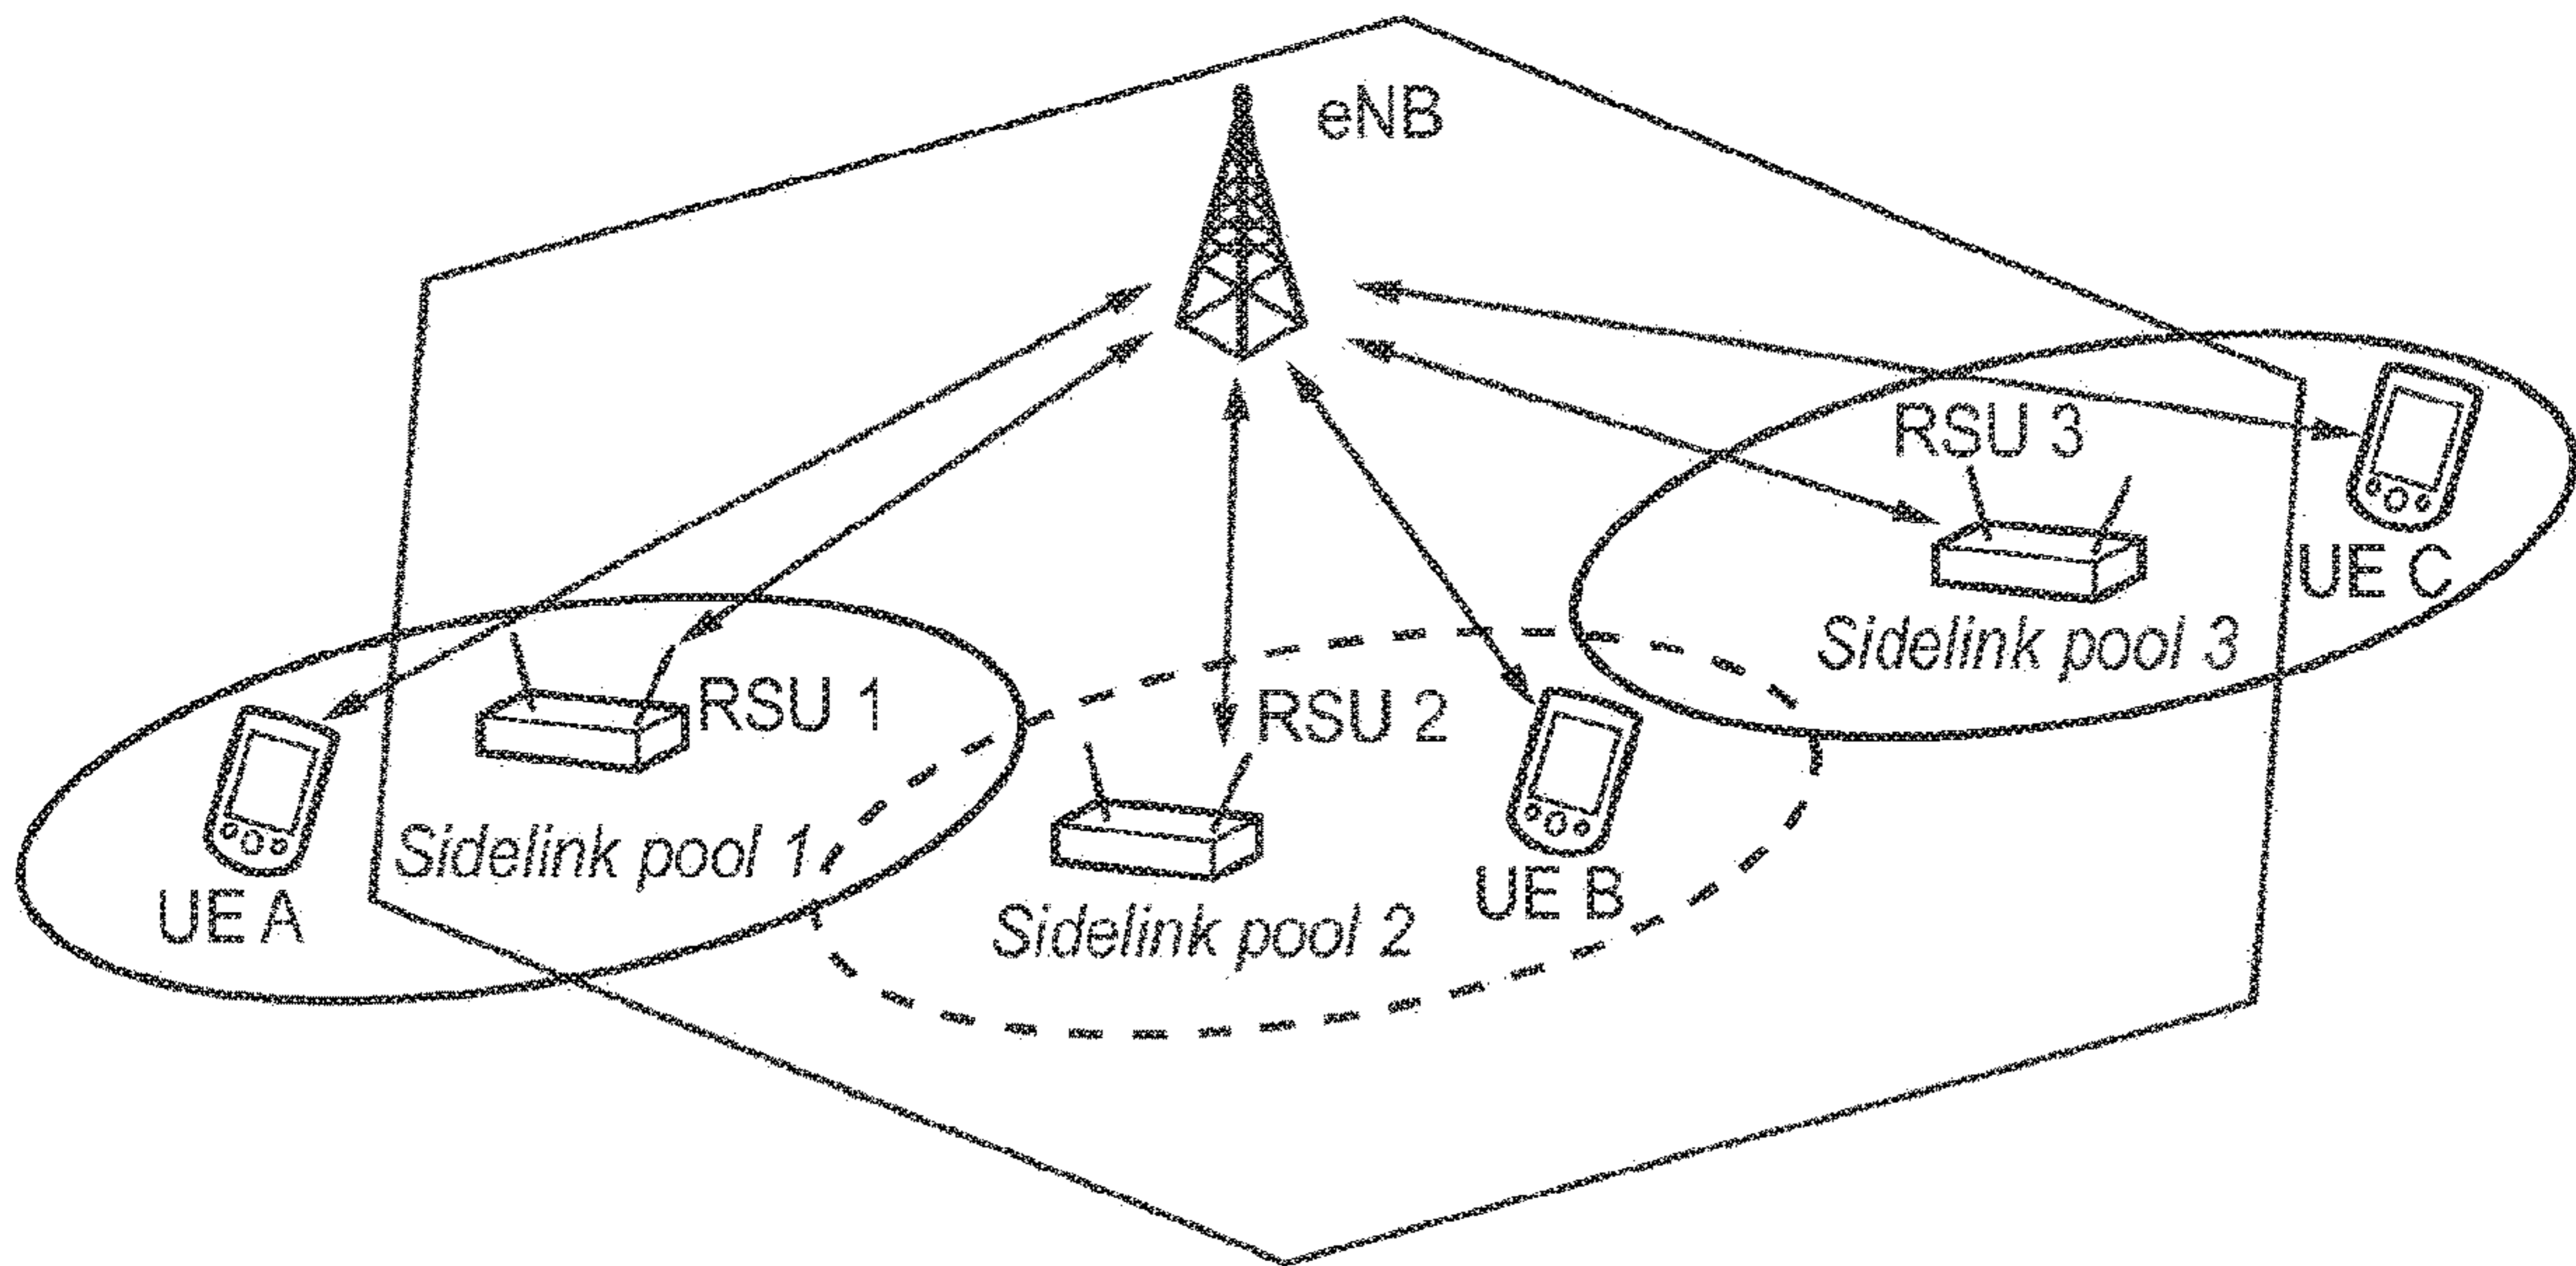 eNB
RSU 3
UE C
Sidelink pool 3
RSU 1
RSU 2
Sidelink pool 1
UE A
UE B
Sidelink pool 2